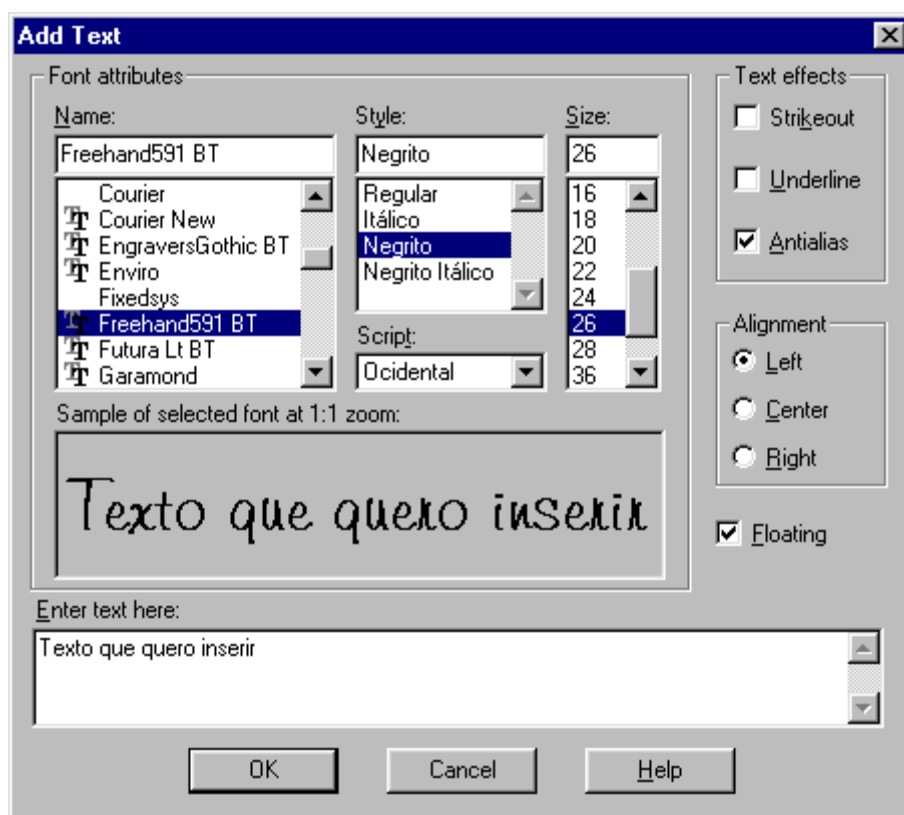 Add Text
Font attributes
Name:
Freehand591 BT
Courier
Courier New
EngraversGothic BT
Enviro
Fixedsys
Freehand591 BT
Futura Lt BT
Garamond
Style:
Negrito
Regular
Itálico
Negrito
Negrito Itálico
Script:
Ocidental
Size:
26
16
18
20
22
24
26
28
36
Sample of selected font at 1:1 zoom:
Texto que quero inserir
Text effects
Strikeout
Underline
Antialias
Alignment
Left
Center
Right
Floating
Enter text here:
Texto que quero inserir
OK
Cancel
Help